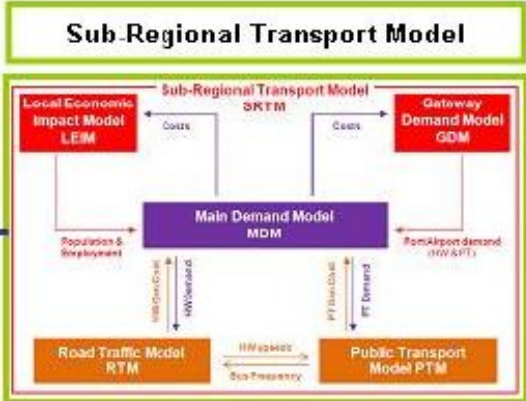 Sub-Regional Transport Model
Sub-Regional Transport Model
SRTM
Local Economic
Impact Model
LEIM
Gateway
Demand Model
GDM
Costs
Costs
Main Demand Model
MDM
Population &
Employment
Port/Airport demand
(HW & PT)
HW Gen Cost
HW Demand
PT Gen Cost
PT Demand
Road Traffic Model
RTM
HW speeds
Bus Frequency
Public Transport
Model PTM